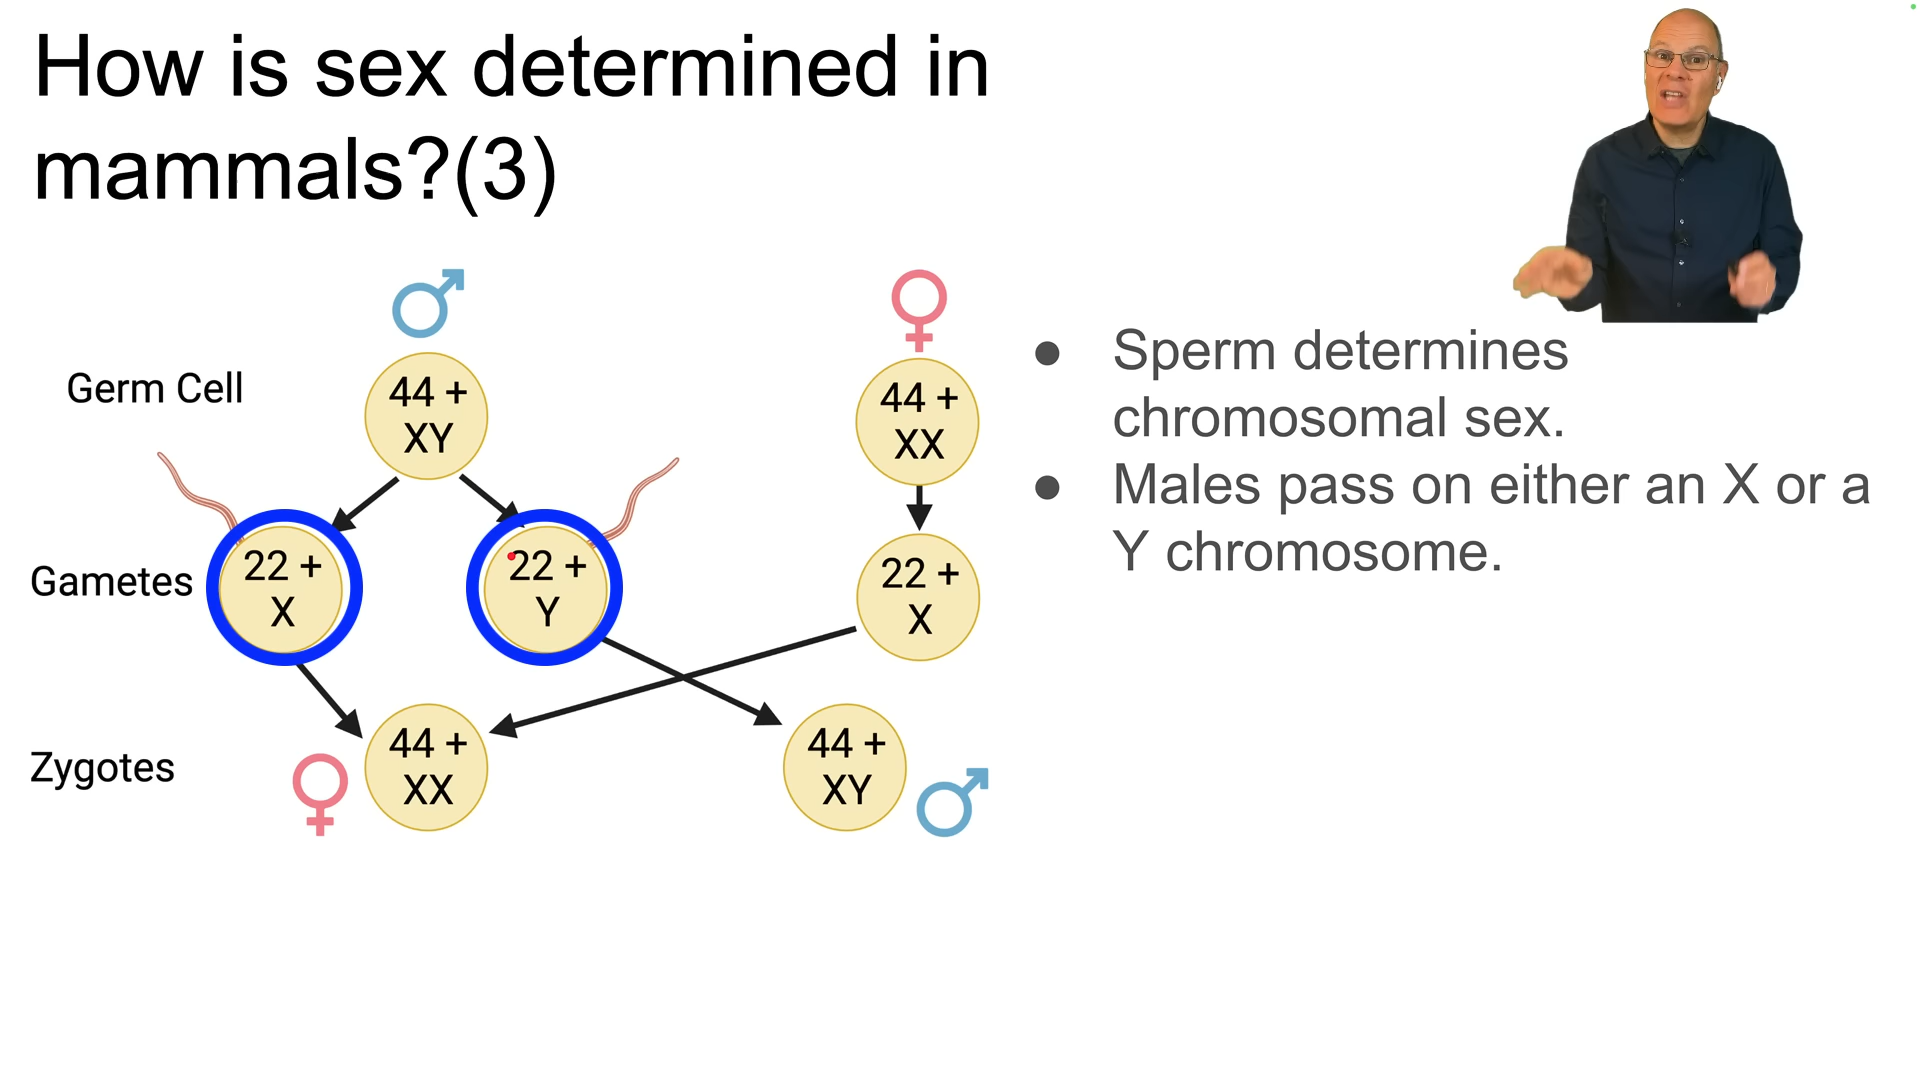 How is sex determined in
mammals?(3)
Germ Cell
44 +
XY
44 +
XX
Gametes
22 +
X
22 +
Y
22 +
X
Zygotes
44 +
XX
44 +
XY
● Sperm determines
chromosomal sex.
● Males pass on either an X or a
Y chromosome.